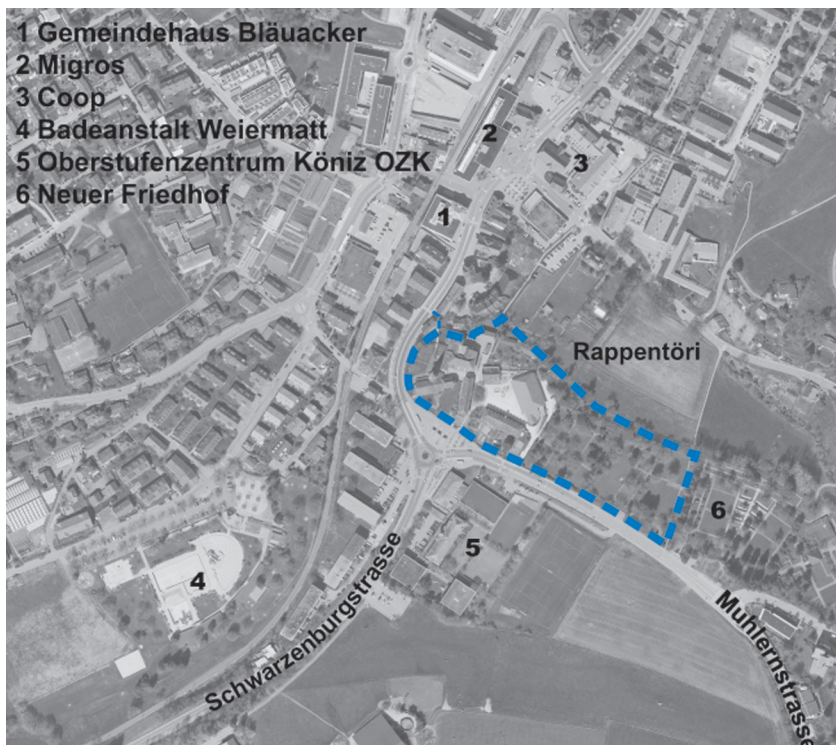 1 Gemeindehaus Bläuacker
2 Migros
3 Coop
4 Badeanstalt Weiermatt
5 Oberstufenzentrum Köniz OZK
6 Neuer Friedhof
2
3
1
Rappentöri
6
5
4
Schwarzenburgstrasse
Muhlernstrasse